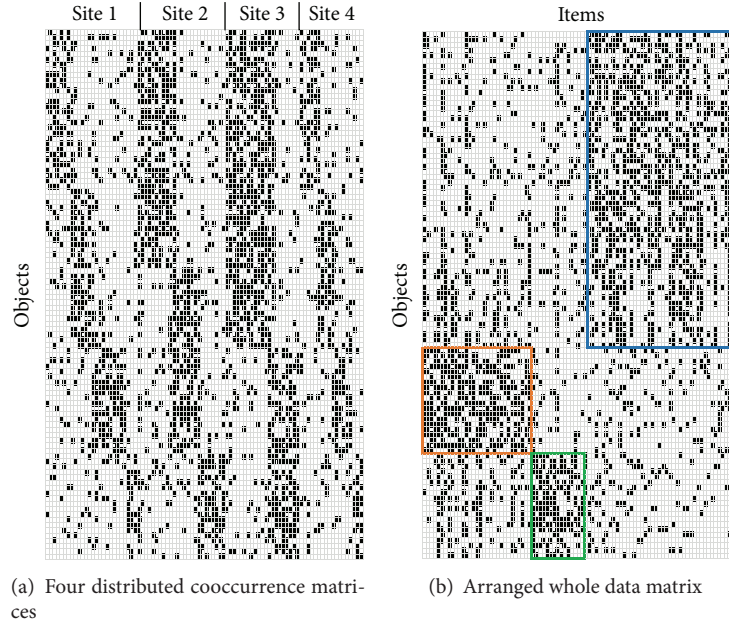 Site 1 Site 2 Site 3 Site 4
Objects
(a) Four distributed cooccurrence matri-
ces
Items
Objects
(b) Arranged whole data matrix